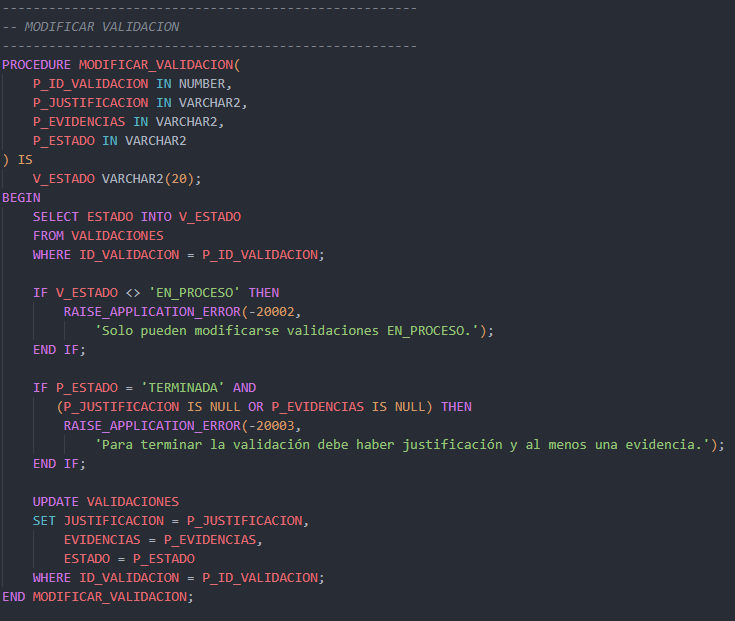 ------------------------------------------------------
-- MODIFICAR VALIDACION
------------------------------------------------------
PROCEDURE MODIFICAR_VALIDACION(
    P_ID_VALIDACION IN NUMBER,
    P_JUSTIFICACION IN VARCHAR2,
    P_EVIDENCIAS IN VARCHAR2,
    P_ESTADO IN VARCHAR2
) IS
    V_ESTADO VARCHAR2(20);
BEGIN
    SELECT ESTADO INTO V_ESTADO
    FROM VALIDACIONES
    WHERE ID_VALIDACION = P_ID_VALIDACION;

    IF V_ESTADO <> 'EN_PROCESO' THEN
        RAISE_APPLICATION_ERROR(-20002,
            'Solo pueden modificarse validaciones EN_PROCESO.');
    END IF;

    IF P_ESTADO = 'TERMINADA' AND
       (P_JUSTIFICACION IS NULL OR P_EVIDENCIAS IS NULL) THEN
        RAISE_APPLICATION_ERROR(-20003,
            'Para terminar la validación debe haber justificación y al menos una evidencia.');
    END IF;

    UPDATE VALIDACIONES
    SET JUSTIFICACION = P_JUSTIFICACION,
        EVIDENCIAS = P_EVIDENCIAS,
        ESTADO = P_ESTADO
    WHERE ID_VALIDACION = P_ID_VALIDACION;
END MODIFICAR_VALIDACION;